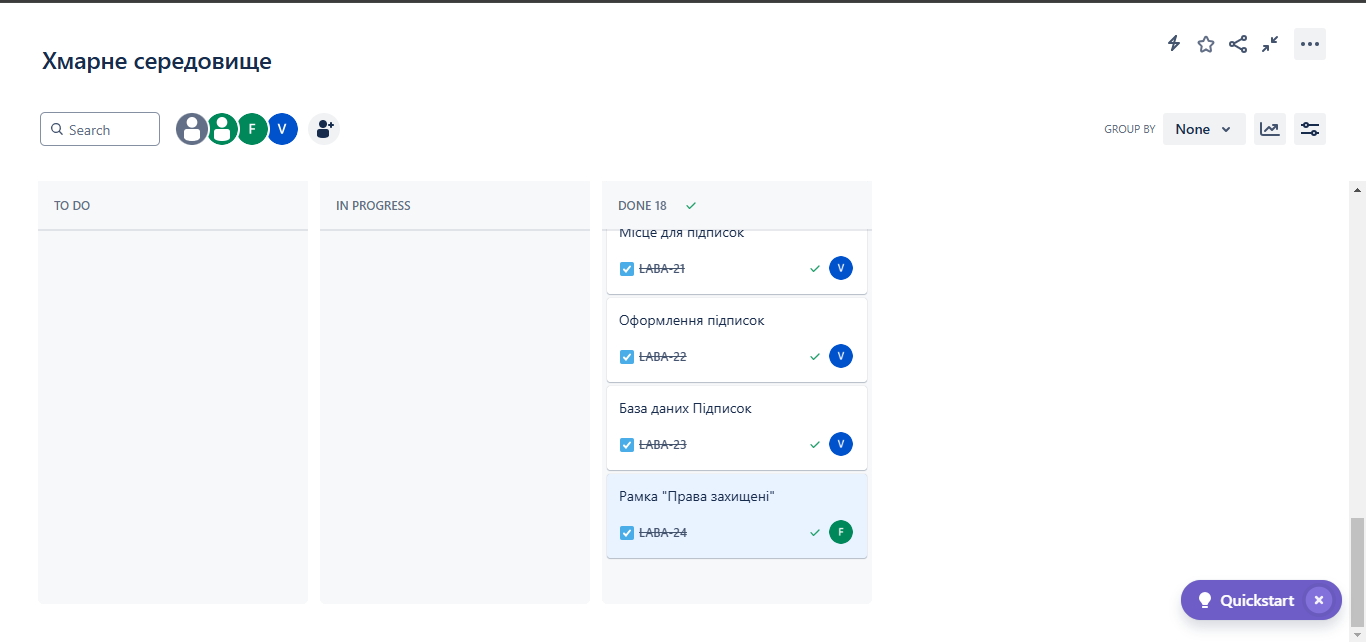 Хмарне середовище
Search
F
V
GROUP BY
None
TO DO
IN PROGRESS
DONE 18
Місце для підписок
LABA-21
V
Оформлення підписок
LABA-22
V
База даних Підписок
LABA-23
V
Рамка "Права захищені"
LABA-24
F
Quickstart